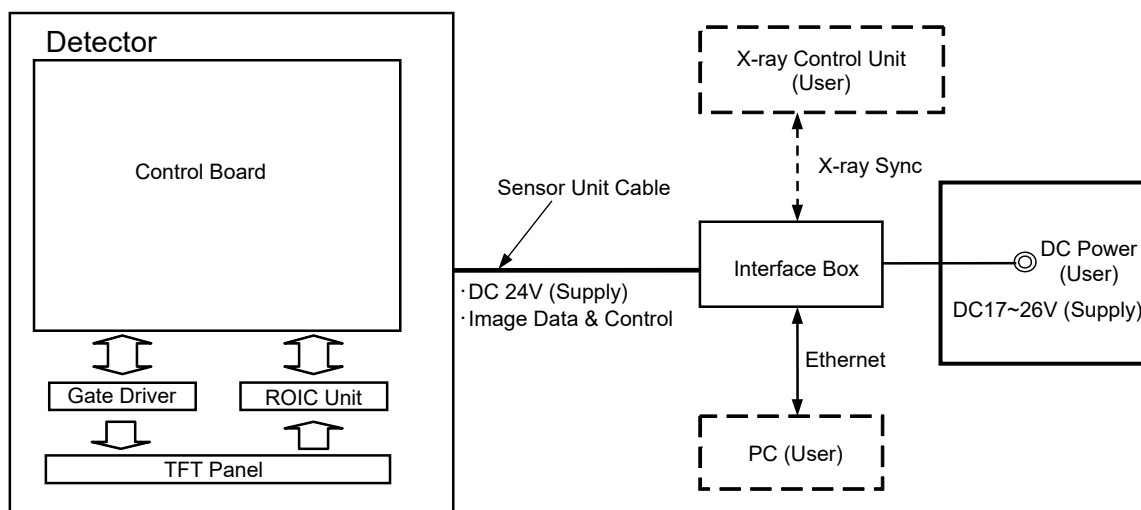 Detector
Control Board
Gate Driver
ROIC Unit
TFT Panel
Sensor Unit Cable
·DC 24V (Supply)
·Image Data & Control
X-ray Control Unit
(User)
X-ray Sync
Interface Box
Ethernet
PC (User)
DC Power
(User)
DC17~26V (Supply)